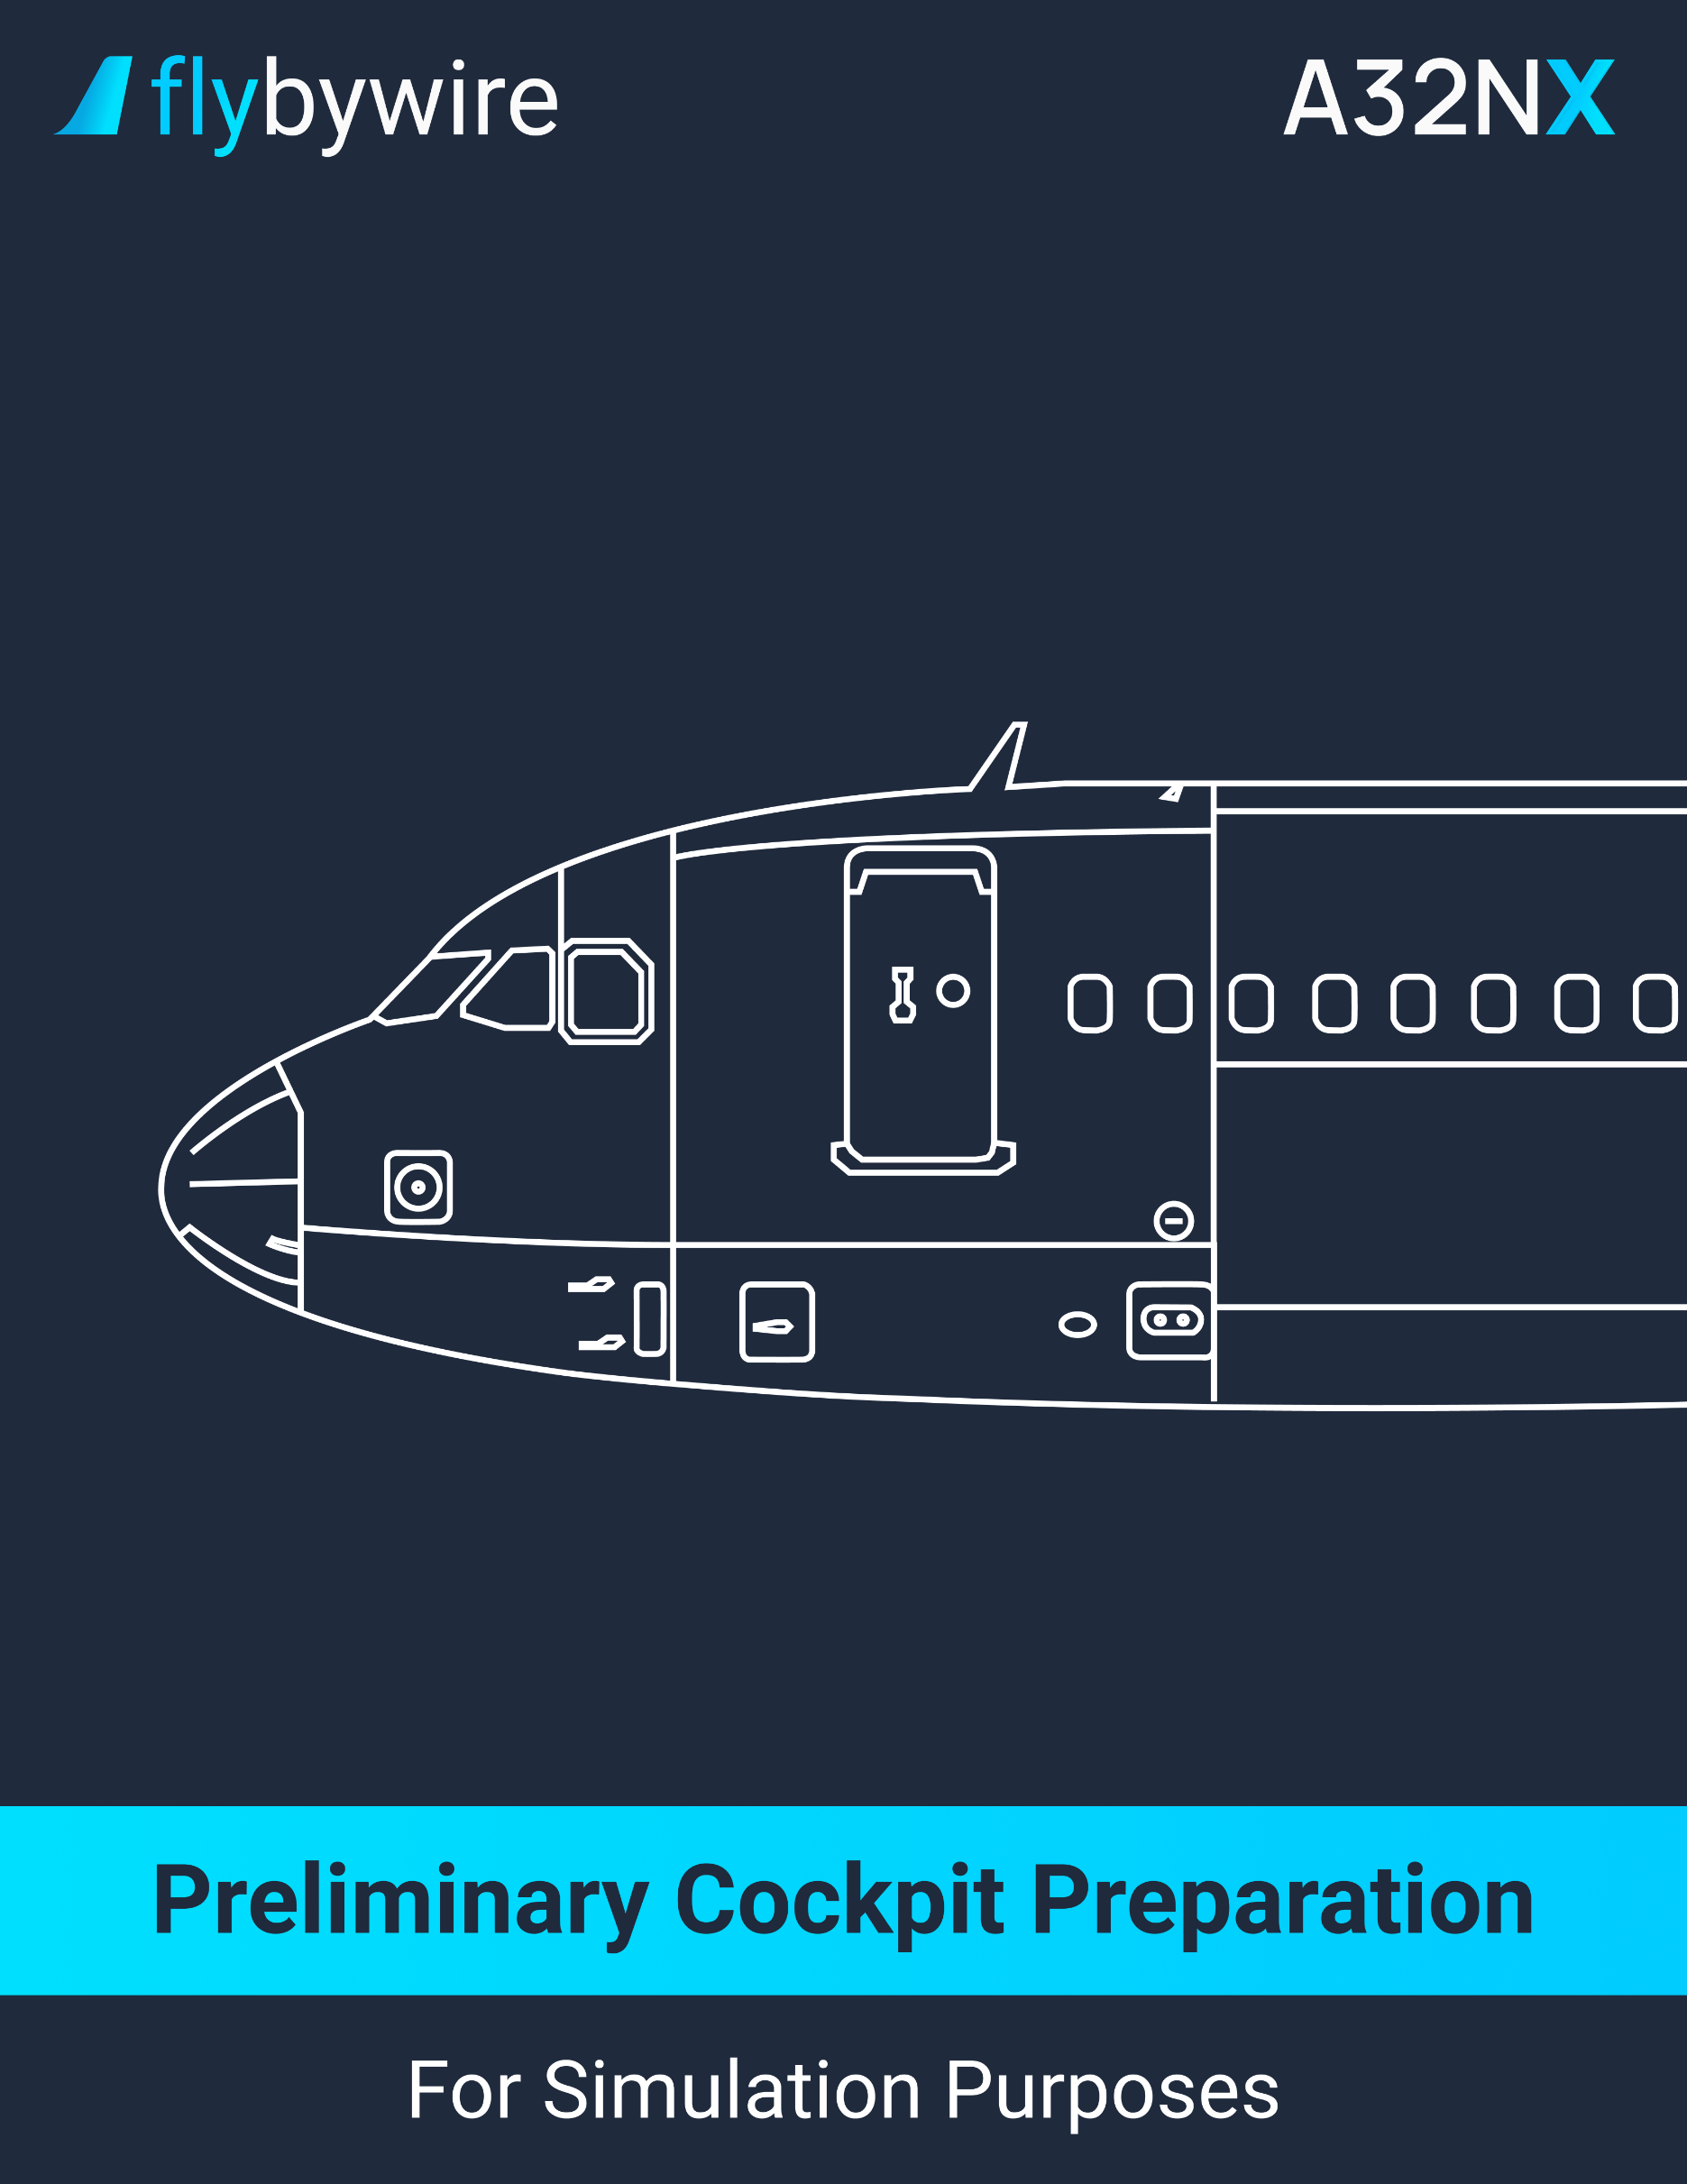 flybywire
A32NX
Preliminary Cockpit Preparation
For Simulation Purposes